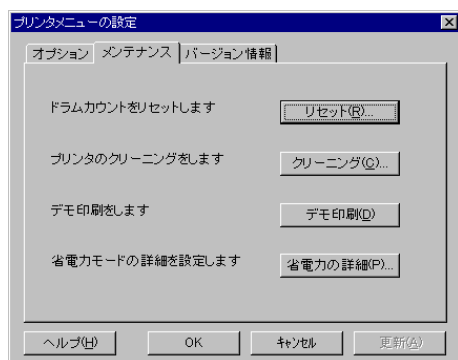 プリンタメニューの設定
オプション メンテナンス バージョン情報
ドラムカウントをリセットします リセット(R)...
プリンタのクリーニングをします クリーニング(C)...
デモ印刷をします デモ印刷(D)
省電力モードの詳細を設定します 省電力の詳細(P)...
ヘルプ(H) OK キャンセル 更新(A)